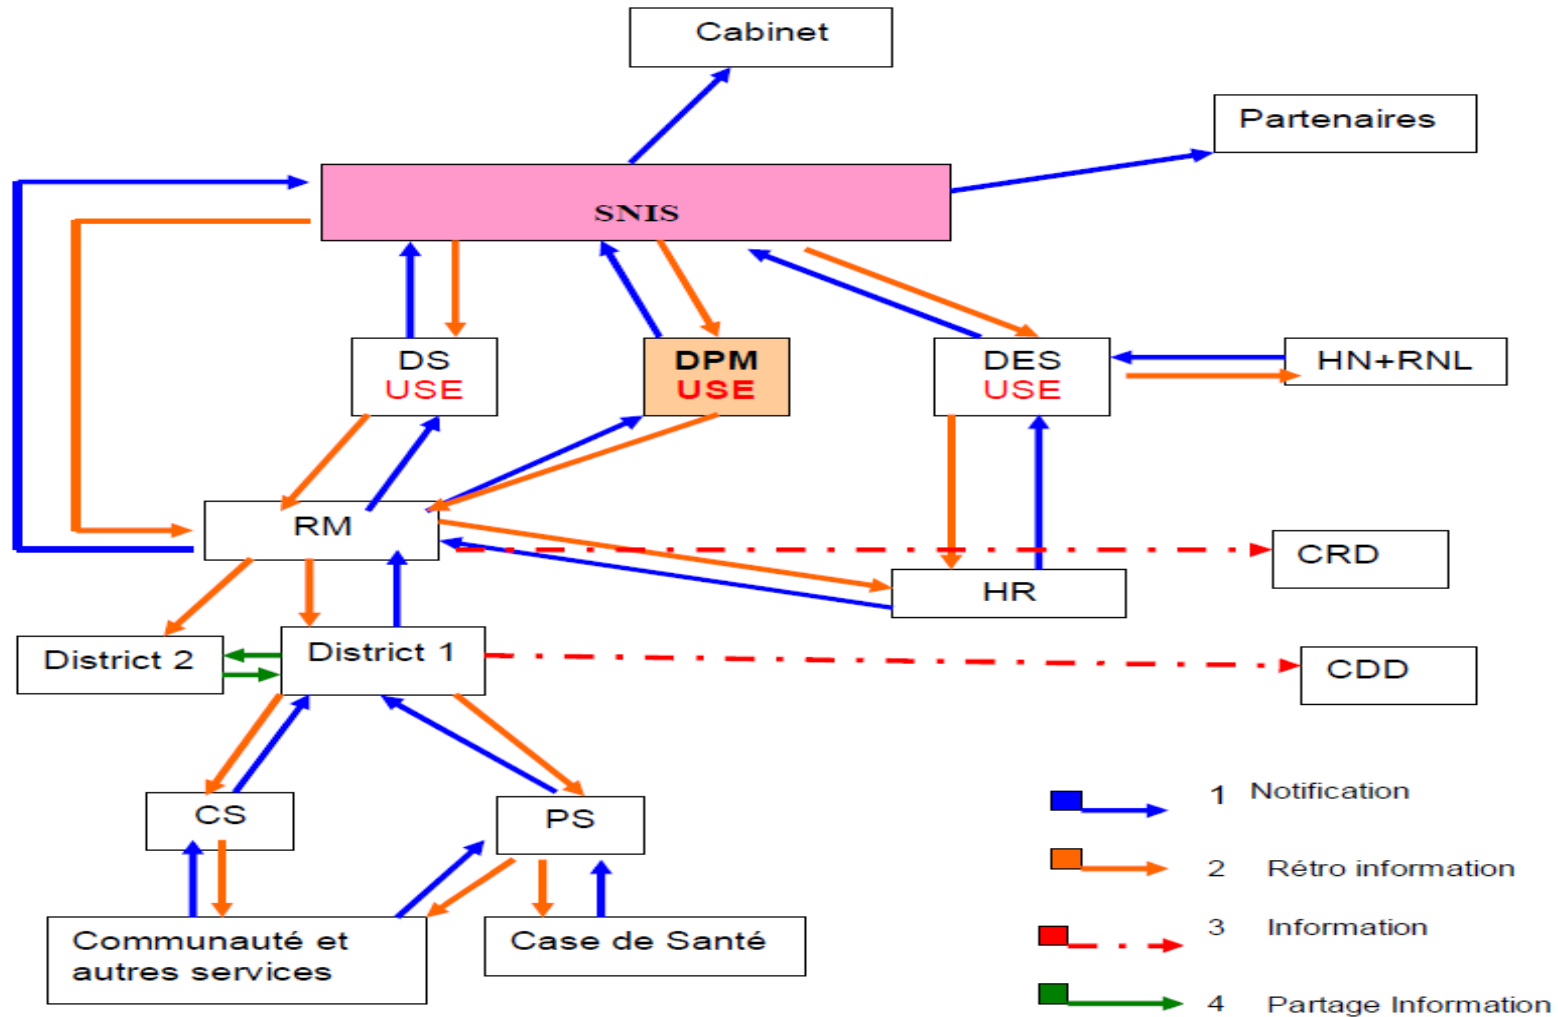 Cabinet
Partenaires
SNIS
DS
USE
DPM
USE
DES
USE
HN+RNL
RM
CRD
HR
District 2
District 1
CDD
CS
PS
Communauté et
autres services
Case de Santé
1 Notification
2 Rétro information
3 Information
4 Partage Information